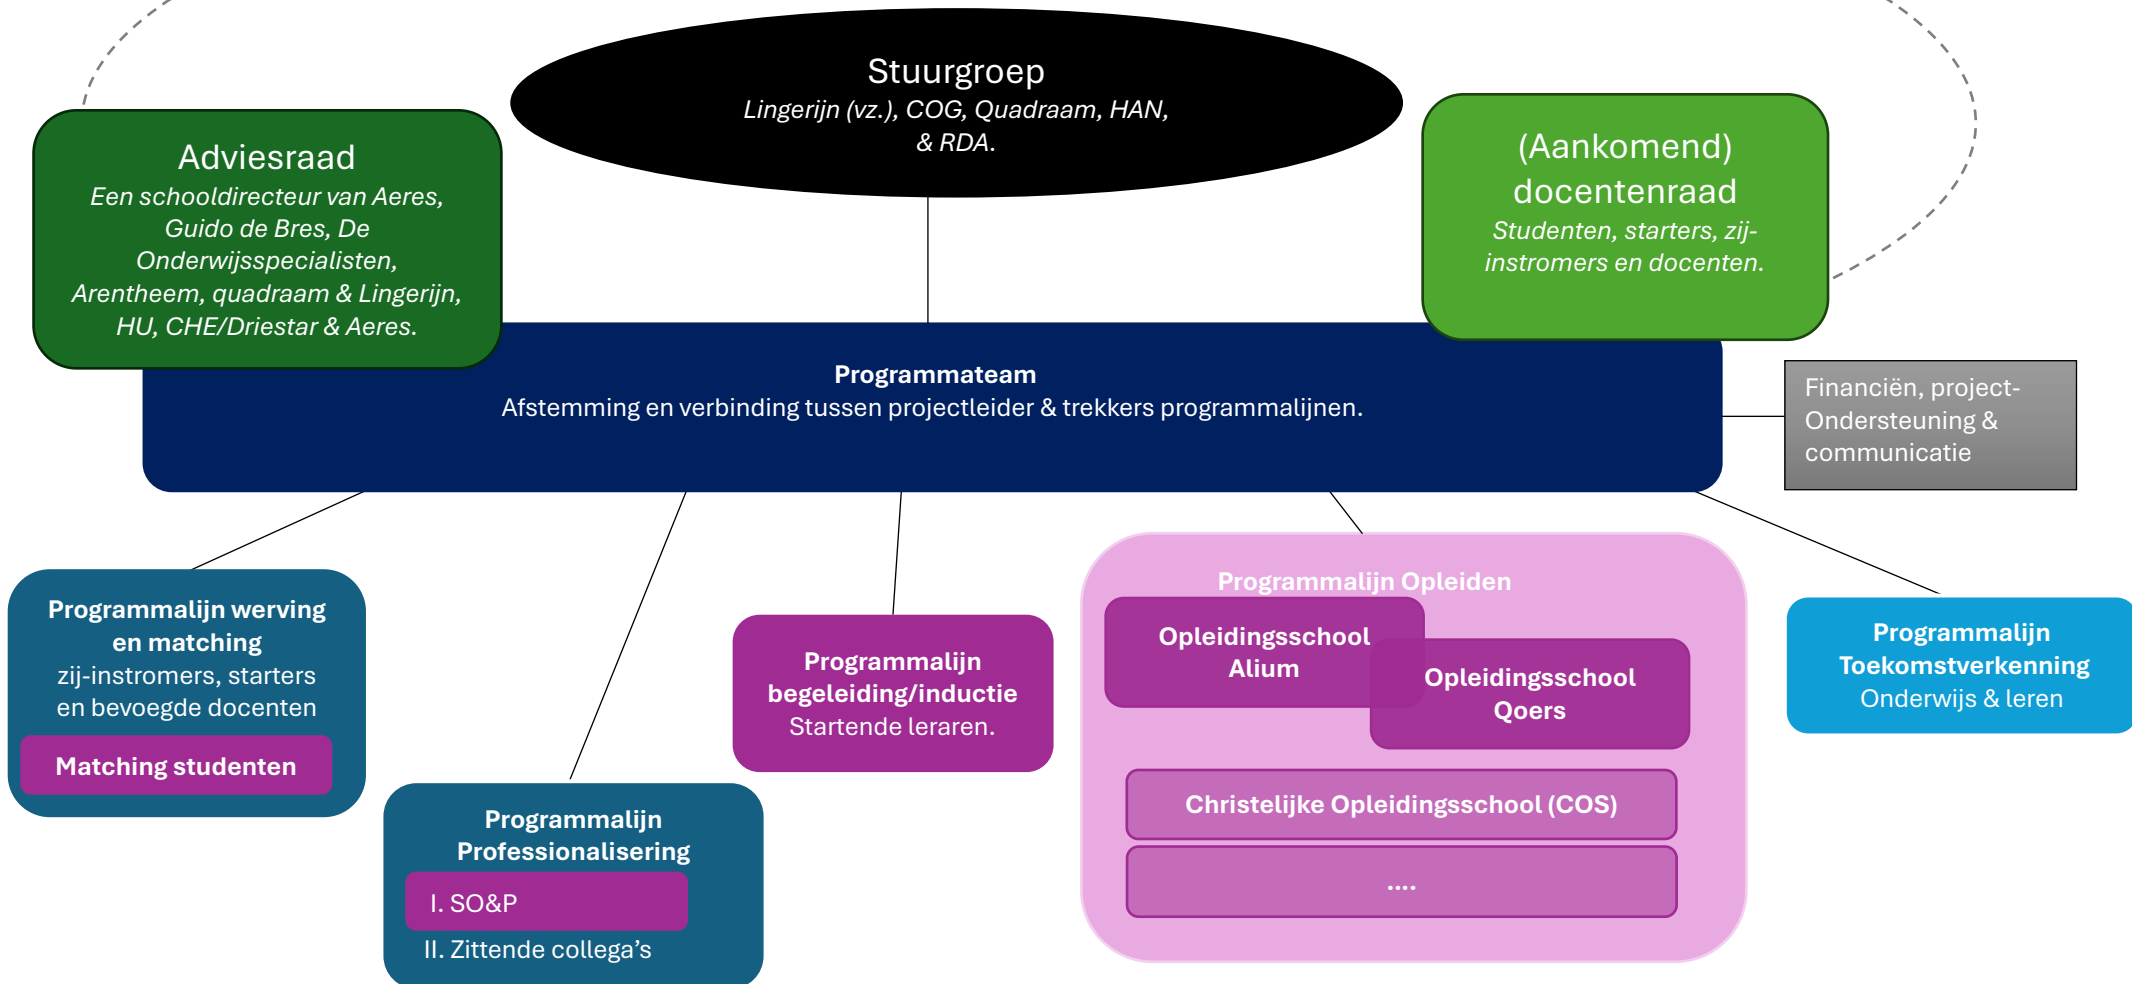 Stuurgroep
Lingerijn (vz.), COG, Quadraam, HAN,
& RDA.
Adviesraad
Een schooldirecteur van Aeres,
Guido de Bres, De
Onderwijsspecialisten,
Arentheem, quadraam & Lingerijn,
HU, CHE/Driestar & Aeres.
(Aankomend)
docentenraad
Studenten, starters, zij-
instromers en docenten.
Programmateam
Afstemming en verbinding tussen projectleider & trekkers programmalijnen.
Financiën, project-
Ondersteuning &
communicatie
Programmalijn werving
en matching
zij-instromers, starters
en bevoegde docenten
Matching studenten
Programmalijn
Professionalisering
I. SO&P
II. Zittende collega’s
Programmalijn
begeleiding/inductie
Startende leraren.
Programmalijn Opleiden
Opleidingsschool
Alium
Opleidingsschool
Qoers
Christelijke Opleidingsschool (COS)
....
Programmalijn
Toekomstverkenning
Onderwijs & leren